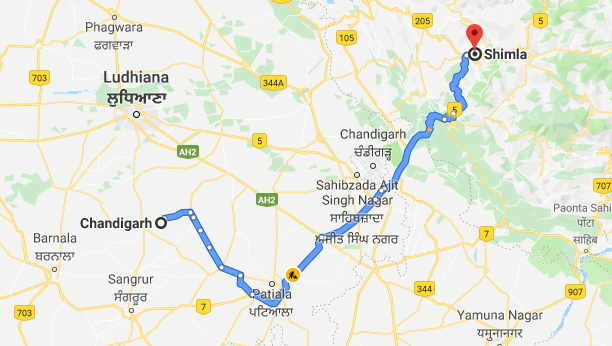 205
5
Phagwara
ਫਗਵਾੜਾ
105
Shimla
703
Ludhiana
ਲੁਧਿਆਣਾ
344A
5
5
Chandigarh
ਚੰਡੀਗੜ੍ਹ
AH2
Sahibzada Ajit
Singh Nagar
ਸਾਹਿਬਜ਼ਾਦਾ
ਅਜੀਤ ਸਿੰਘ ਨਗਰ
707
AH2
Paonta Sahi
पाँटा
साहिब
Chandigarh
Barnala
ਬਰਨਾਲਾ
7
Sangrur
ਸੰਗਰੂਰ
Patiala
ਪਟਿਆਲਾ
7
344
907
703
Yamuna Nagar
यमुनानगर